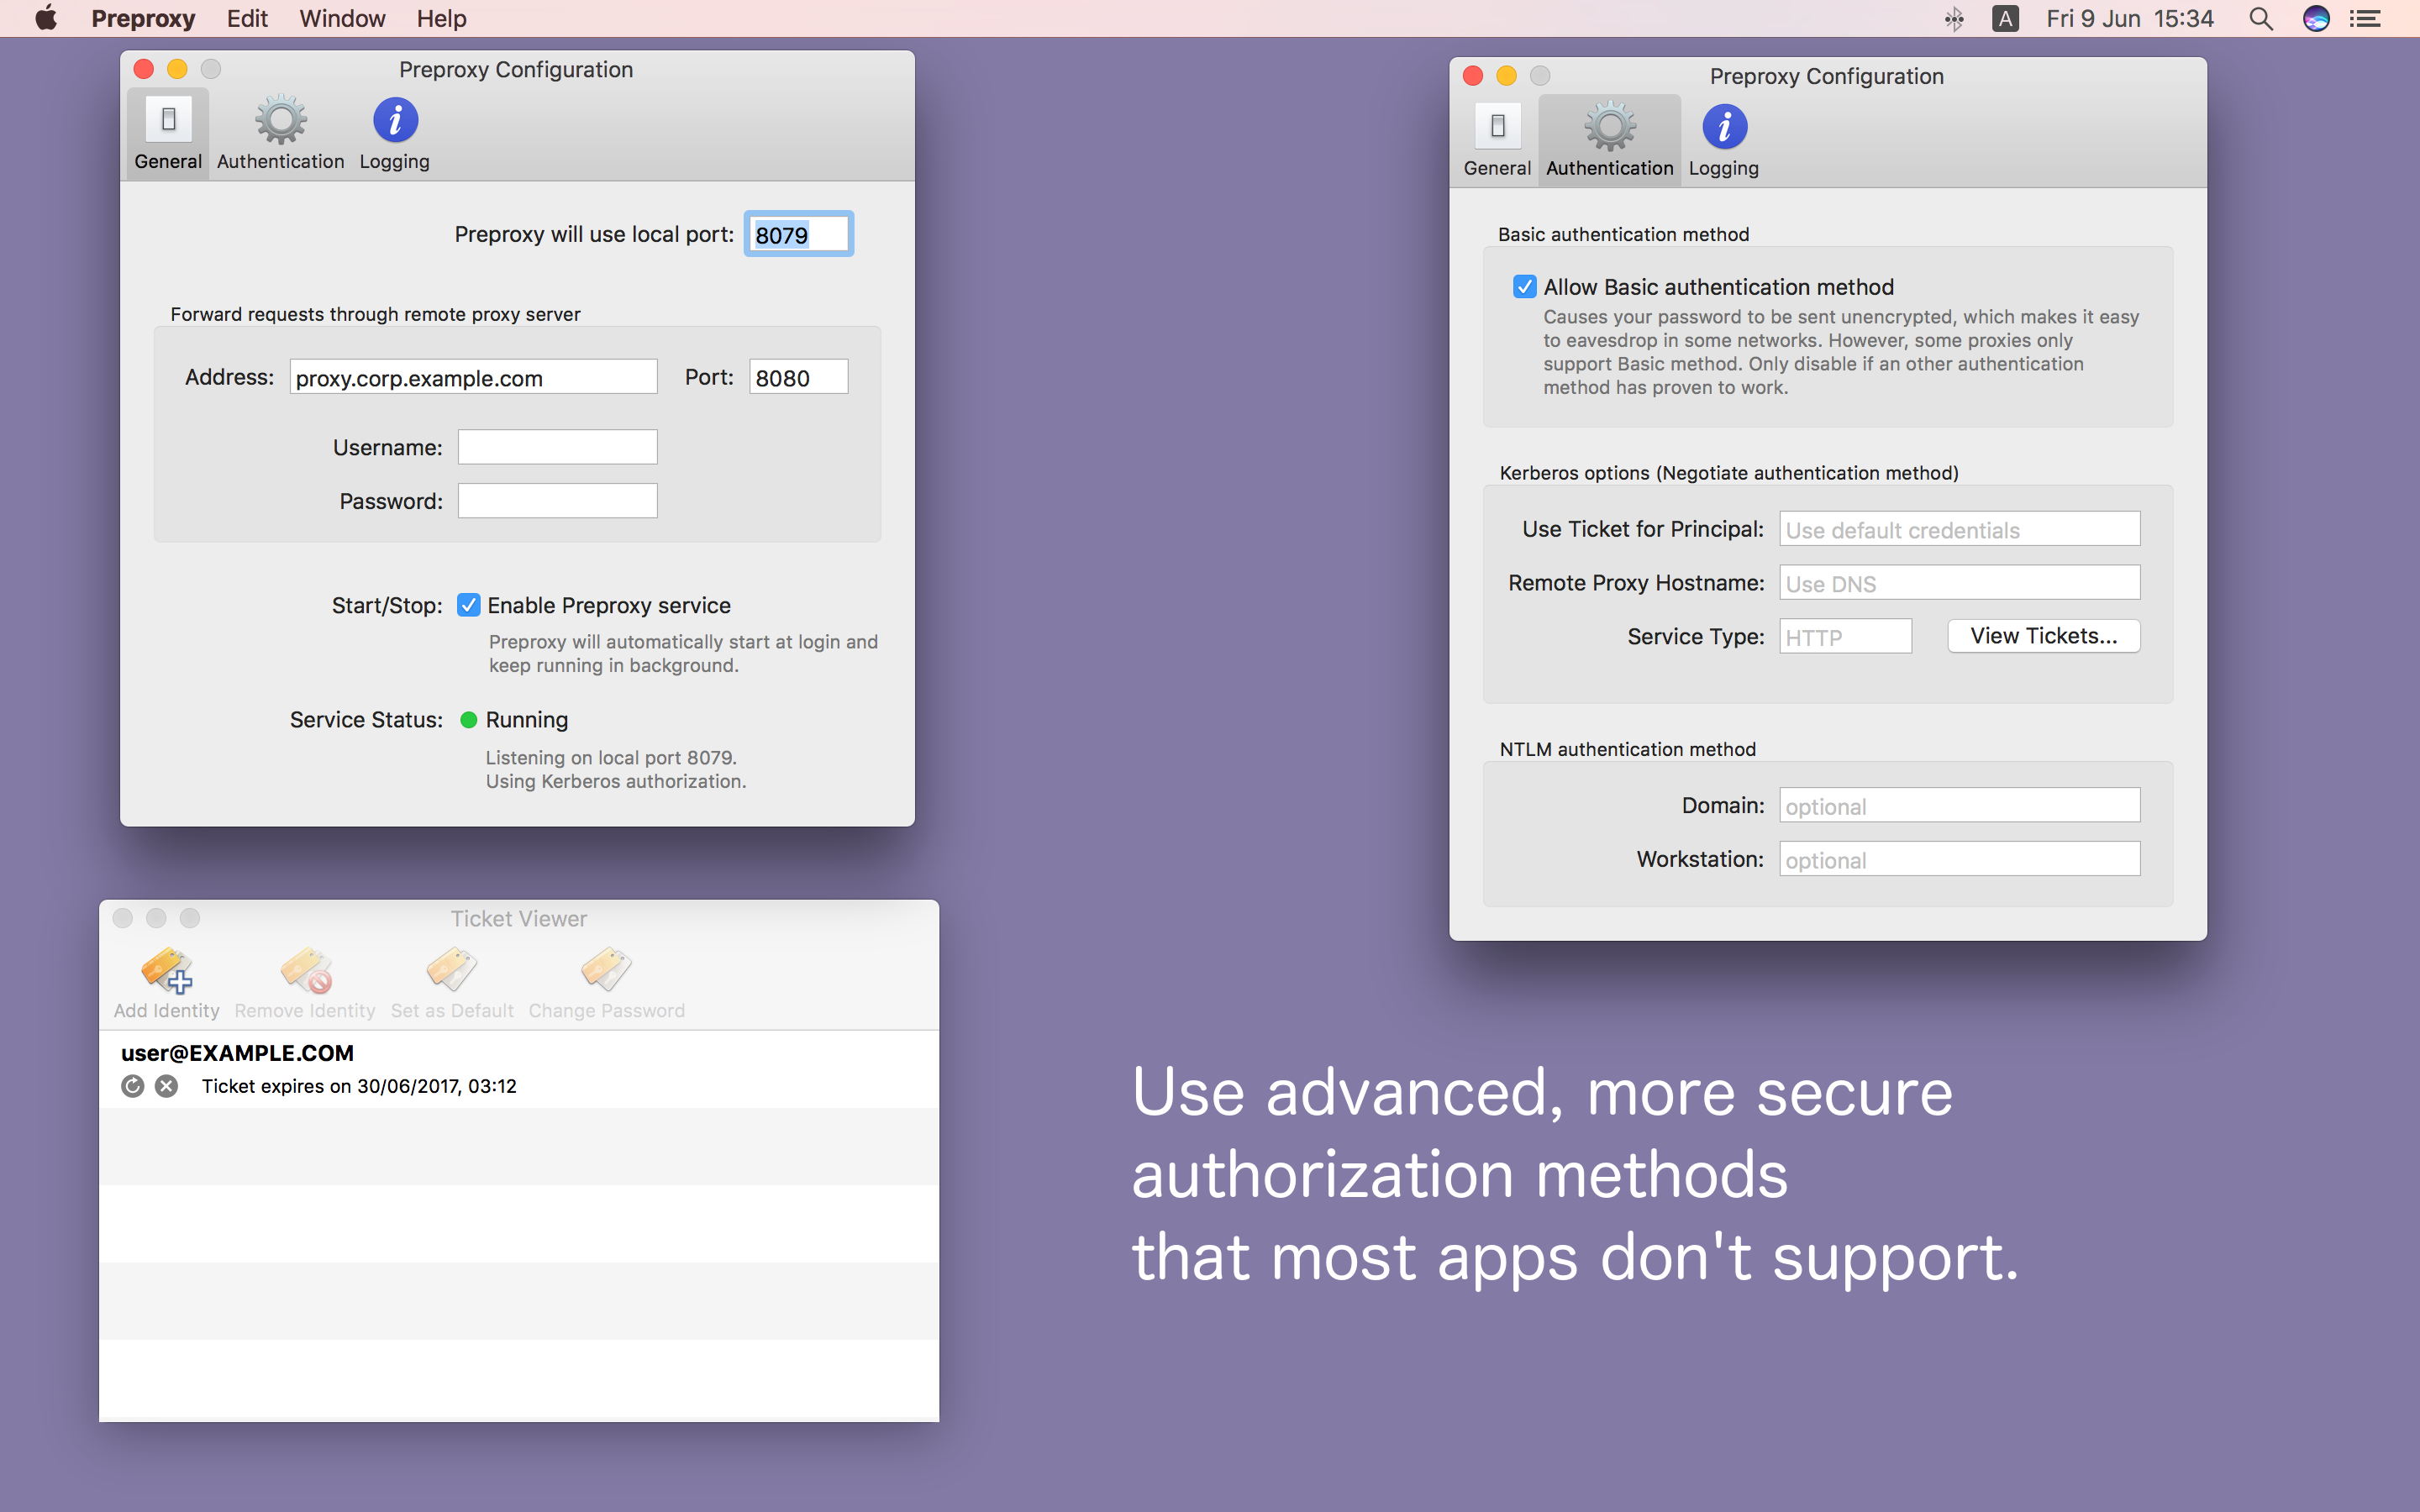 Preproxy Edit Window Help
A Fri 9 Jun 15:34
Preproxy Configuration
General Authentication Logging
Preproxy will use local port: 8079
Forward requests through remote proxy server
Address: proxy.corp.example.com Port: 8080
Username:
Password:
Start/Stop: Enable Preproxy service
Preproxy will automatically start at login and
keep running in background.
Service Status: Running
Listening on local port 8079.
Using Kerberos authorization.
Preproxy Configuration
General Authentication Logging
Basic authentication method
Allow Basic authentication method
Causes your password to be sent unencrypted, which makes it easy
to eavesdrop in some networks. However, some proxies only
support Basic method. Only disable if an other authentication
method has proven to work.
Kerberos options (Negotiate authentication method)
Use Ticket for Principal: Use default credentials
Remote Proxy Hostname: Use DNS
Service Type: HTTP View Tickets...
NTLM authentication method
Domain: optional
Workstation: optional
Ticket Viewer
Add Identity Remove Identity Set as Default Change Password
user@EXAMPLE.COM
Ticket expires on 30/06/2017, 03:12
Use advanced, more secure
authorization methods
that most apps don't support.